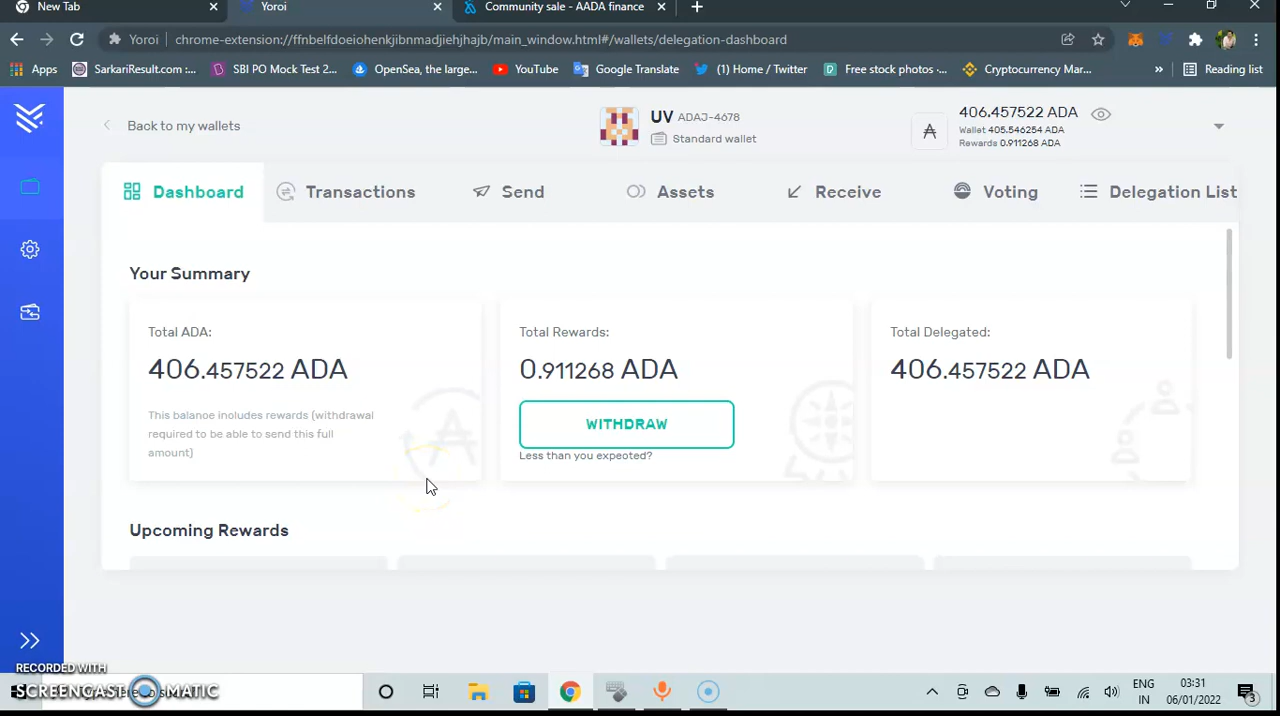 New Tab
Yoroi
Community sale - AADA finance
Yoroi
chrome-extension://ffnbelfdoeiohenkjibnmadjiehjhajb/main_window.html#/wallets/delegation-dashboard
Apps
SarkariResult.com :...
SBI PO Mock Test 2...
OpenSea, the large...
YouTube
Google Translate
(1) Home / Twitter
Free stock photos -...
Cryptocurrency Mar...
»
Reading list
Back to my wallets
UV ADAJ-4678
Standard wallet
406.457522 ADA
Wallet 405.546254 ADA
Rewards 0.911268 ADA
Dashboard
Transactions
Send
Assets
Receive
Voting
Delegation List
Your Summary
Total ADA:
406.457522 ADA
This balance includes rewards (withdrawal
required to be able to send this full
amount)
Total Rewards:
0.911268 ADA
WITHDRAW
Less than you expected?
Total Delegated:
406.457522 ADA
Upcoming Rewards
RECORDED WITH
SCREENCAST MATIC
ENG
IN
03:31
06/01/2022
3